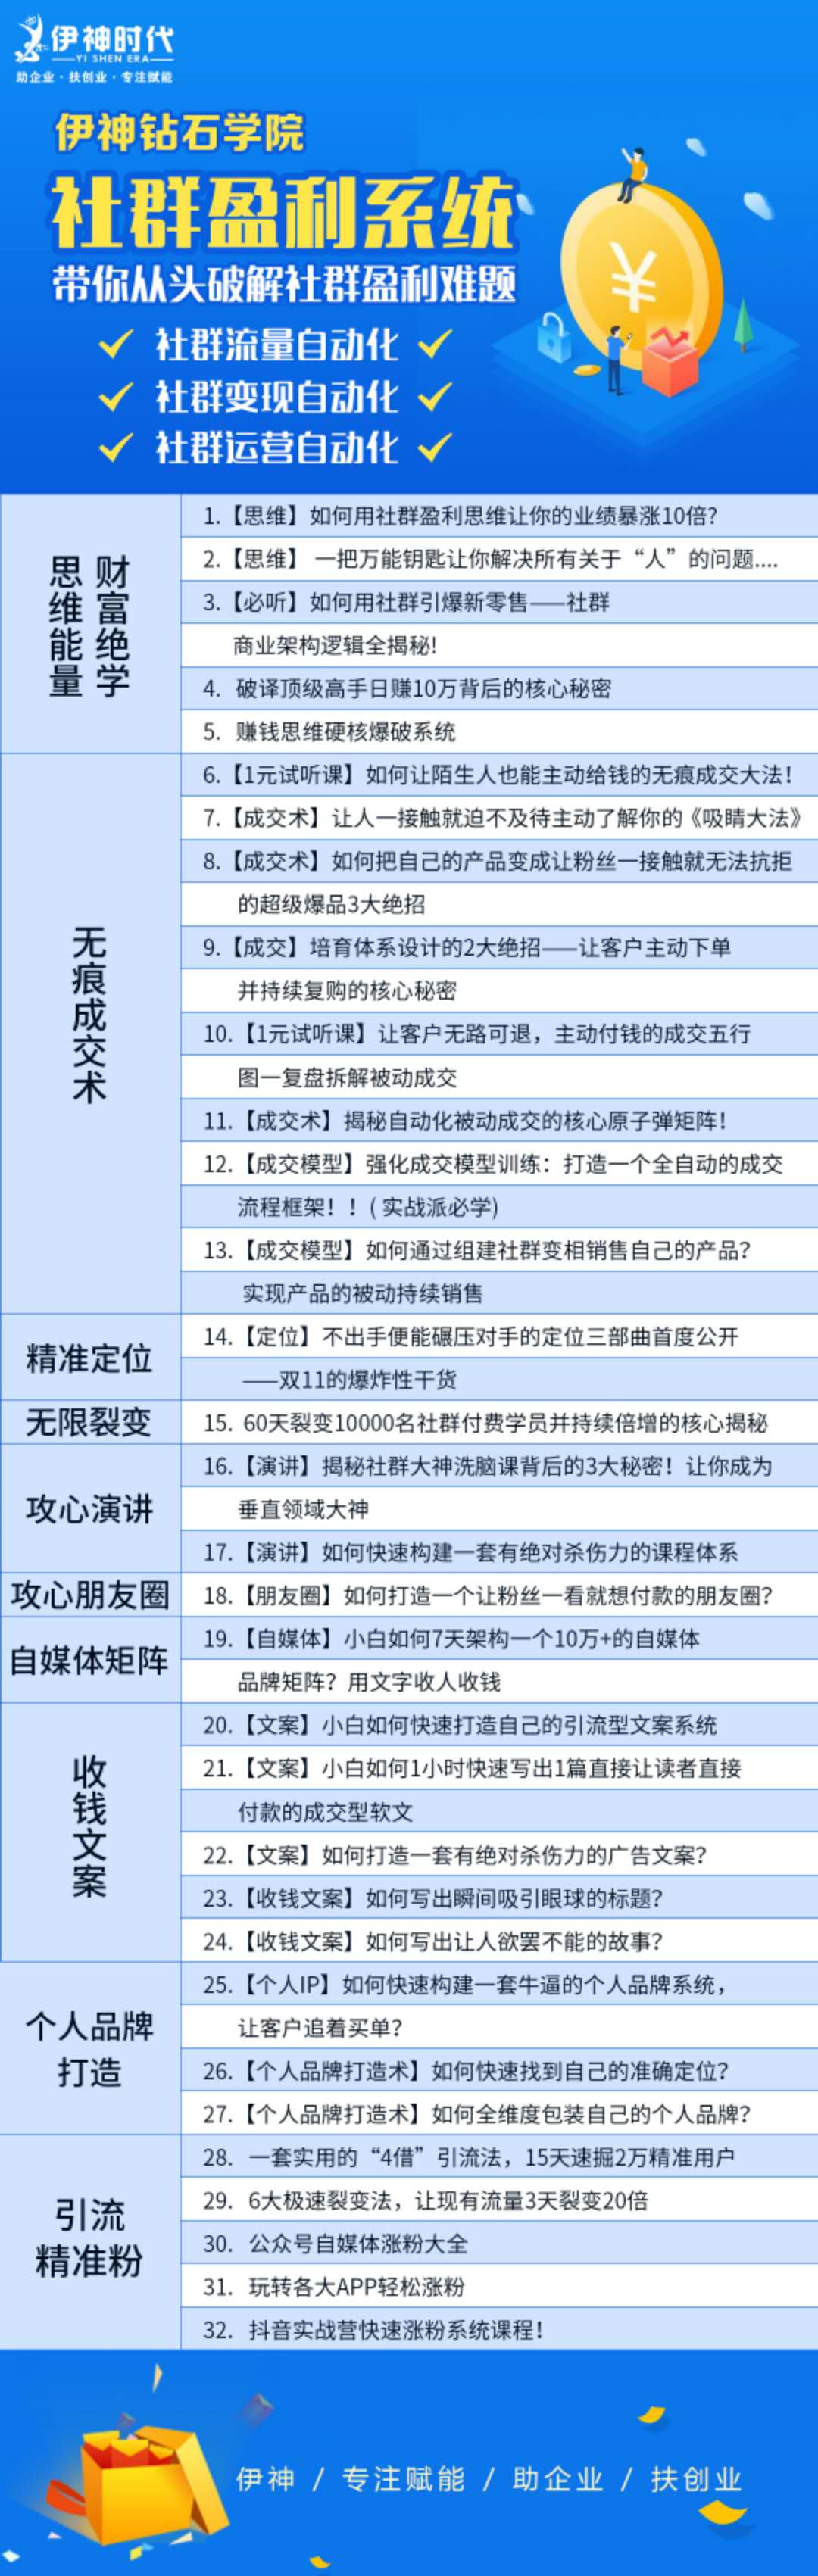 伊神时代
YI SHEN ERA
助企业·扶创业·专注赋能
伊神钻石学院
社群盈利系统
带你从头破解社群盈利难题
社群流量自动化
社群变现自动化
社群运营自动化
财富绝学
思维能量
1.【思维】如何用社群盈利思维让你的业绩暴涨10倍?
2.【思维】 一把万能钥匙让你解决所有关于“人”的问题....
3.【必听】如何用社群引爆新零售——社群
商业架构逻辑全揭秘!
4. 破译顶级高手日赚10万背后的核心秘密
5. 赚钱思维硬核爆破系统
无痕成交术
6.【1元试听课】如何让陌生人也能主动给钱的无痕成交大法!
7.【成交术】让人一接触就迫不及待主动了解你的《吸睛大法》
8.【成交术】如何把自己的产品变成让粉丝一接触就无法抗拒
的超级爆品3大绝招
9.【成交】培育体系设计的2大绝招——让客户主动下单
并持续复购的核心秘密
10.【1元试听课】让客户无路可退，主动付钱的成交五行
图一复盘拆解被动成交
11.【成交术】揭秘自动化被动成交的核心原子弹矩阵!
12.【成交模型】强化成交模型训练：打造一个全自动的成交
流程框架！！( 实战派必学)
13.【成交模型】如何通过组建社群变相销售自己的产品?
实现产品的被动持续销售
精准定位
14.【定位】不出手便能碾压对手的定位三部曲首度公开
——双11的爆炸性干货
无限裂变
15. 60天裂变10000名社群付费学员并持续倍增的核心揭秘
攻心演讲
16.【演讲】揭秘社群大神洗脑课背后的3大秘密！让你成为
垂直领域大神
17.【演讲】如何快速构建一套有绝对杀伤力的课程体系
攻心朋友圈
18.【朋友圈】如何打造一个让粉丝一看就想付款的朋友圈?
自媒体矩阵
19.【自媒体】小白如何7天架构一个10万+的自媒体
品牌矩阵？用文字收人收钱
收钱文案
20.【文案】小白如何快速打造自己的引流型文案系统
21.【文案】小白如何1小时快速写出1篇直接让读者直接
付款的成交型软文
22.【文案】如何打造一套有绝对杀伤力的广告文案?
23.【收钱文案】如何写出瞬间吸引眼球的标题?
24.【收钱文案】如何写出让人欲罢不能的故事?
个人品牌
打造
25.【个人IP】如何快速构建一套牛逼的个人品牌系统，
让客户追着买单?
26.【个人品牌打造术】如何快速找到自己的准确定位?
27.【个人品牌打造术】如何全维度包装自己的个人品牌?
引流
精准粉
28. 一套实用的“4借”引流法，15天速掘2万精准用户
29. 6大极速裂变法，让现有流量3天裂变20倍
30. 公众号自媒体涨粉大全
31. 玩转各大APP轻松涨粉
32. 抖音实战营快速涨粉系统课程!
伊神 / 专注赋能 / 助企业 / 扶创业